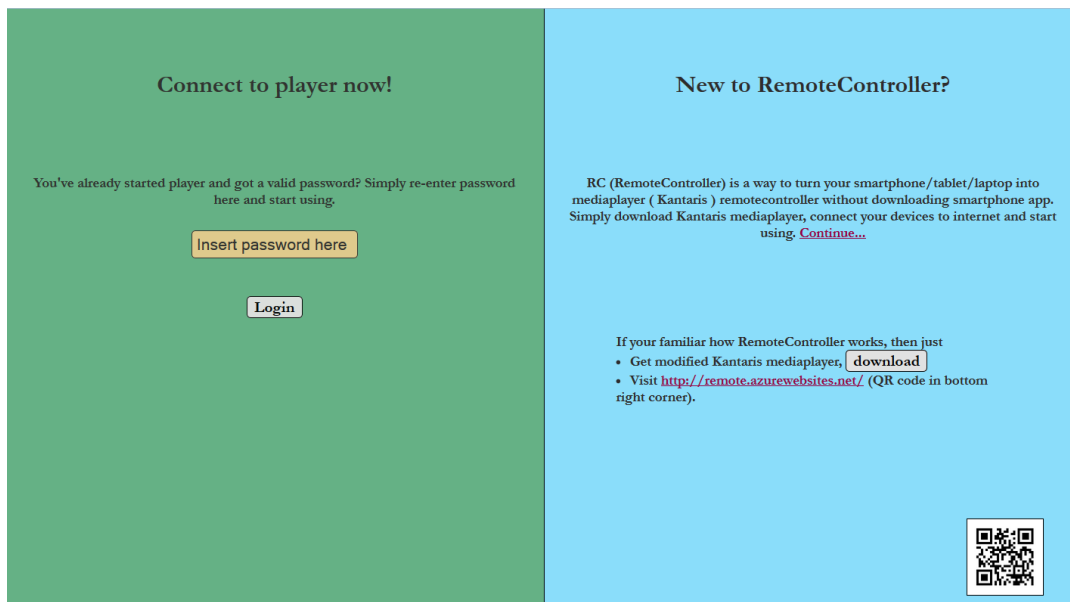 Connect to player now!
You've already started player and got a valid password? Simply re-enter password
here and start using.
Insert password here
Login
New to RemoteController?
RC (RemoteController) is a way to turn your smartphone/tablet/laptop into
mediaplayer ( Kantaris ) remotecontroller without downloading smartphone app.
Simply download Kantaris mediaplayer, connect your devices to internet and start
using. Continue...
If your familiar how RemoteController works, then just
• Get modified Kantaris mediaplayer, download
• Visit http://remote.azurewebsites.net/ (QR code in bottom
right corner).